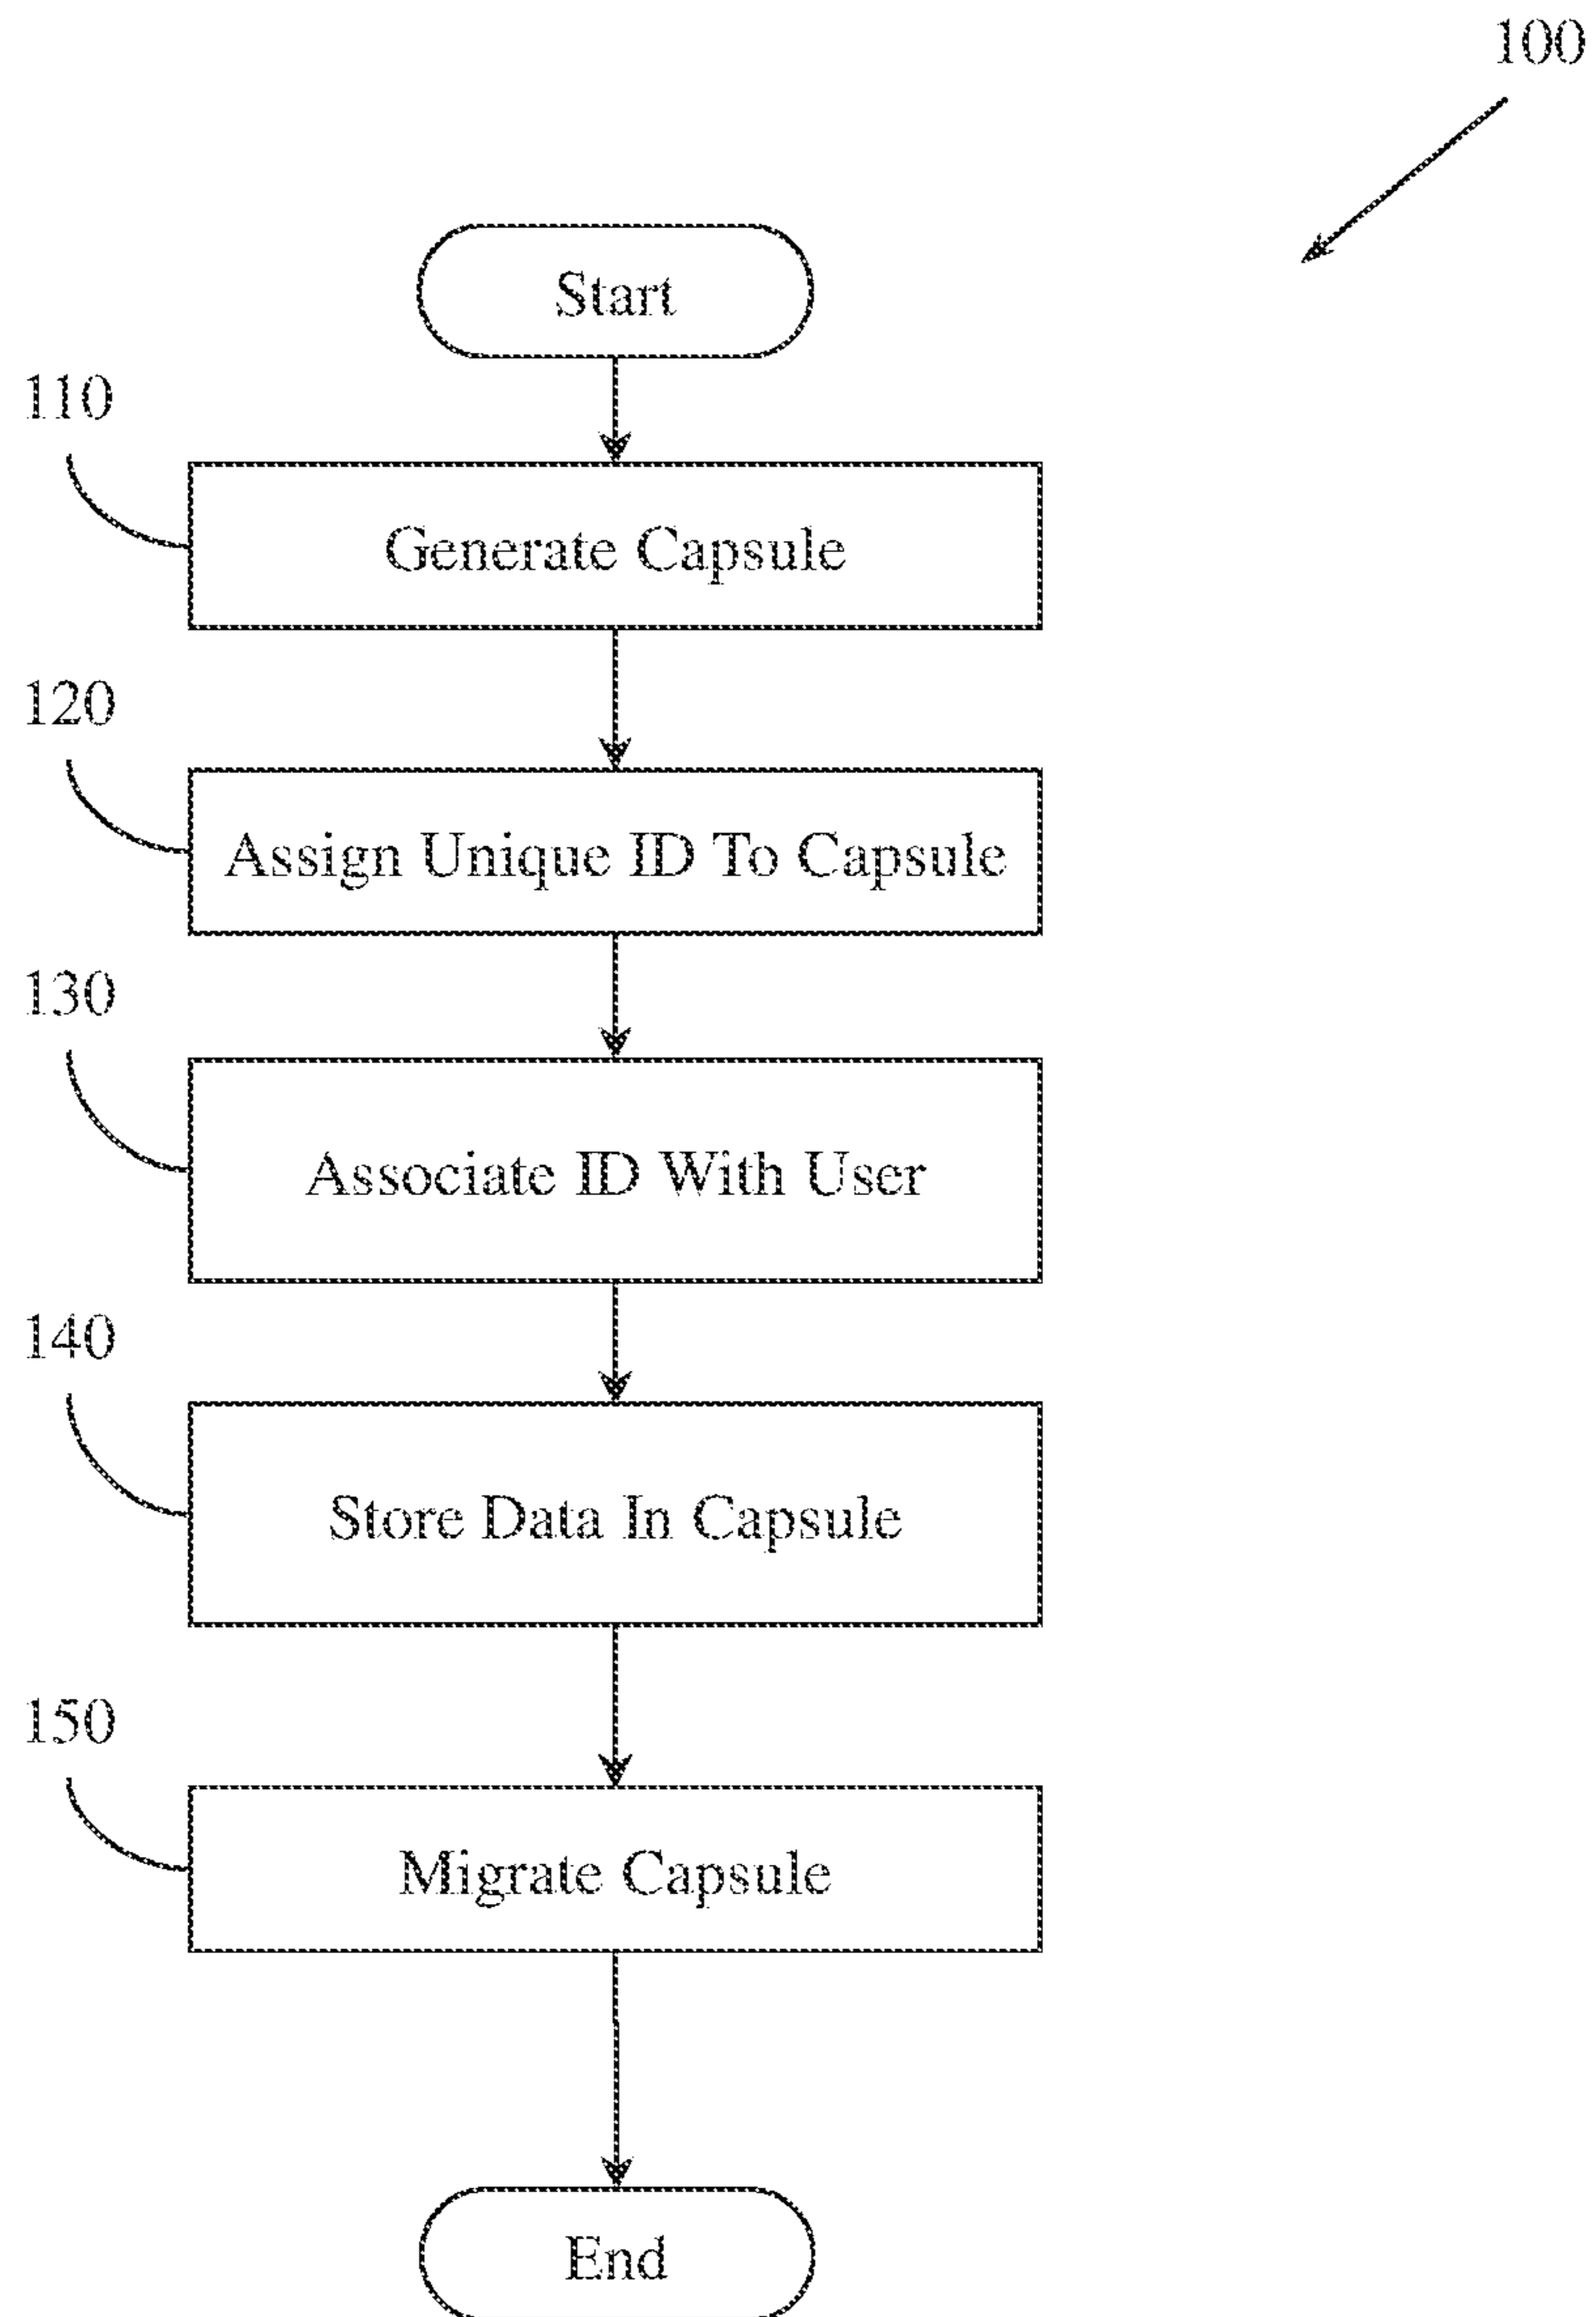 100
Start
110
Generate Capsule
120
Assign Unique ID To Capsule
130
Associate ID With User
140
Store Data In Capsule
150
Migrate Capsule
End